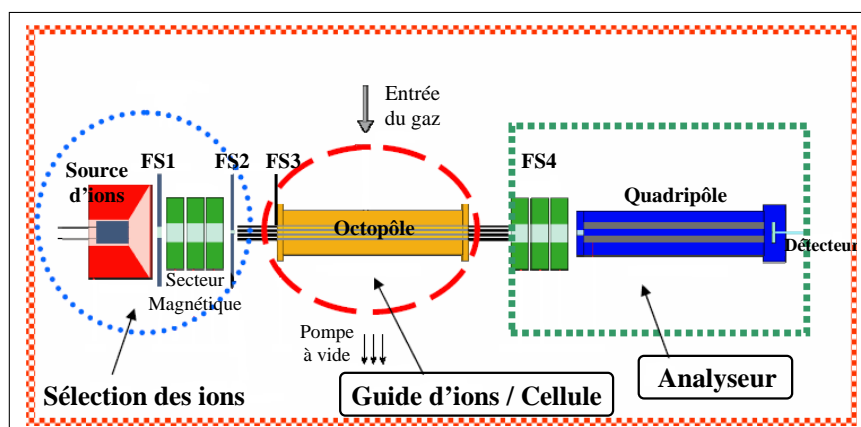 Entrée
du gaz
Source
d'ions
FS1
FS2
FS3
FS4
Quadripôle
Octopôle
Détecteur
Secteur
Magnétique
Pompe
à vide
Sélection des ions
Guide d'ions / Cellule
Analyseur